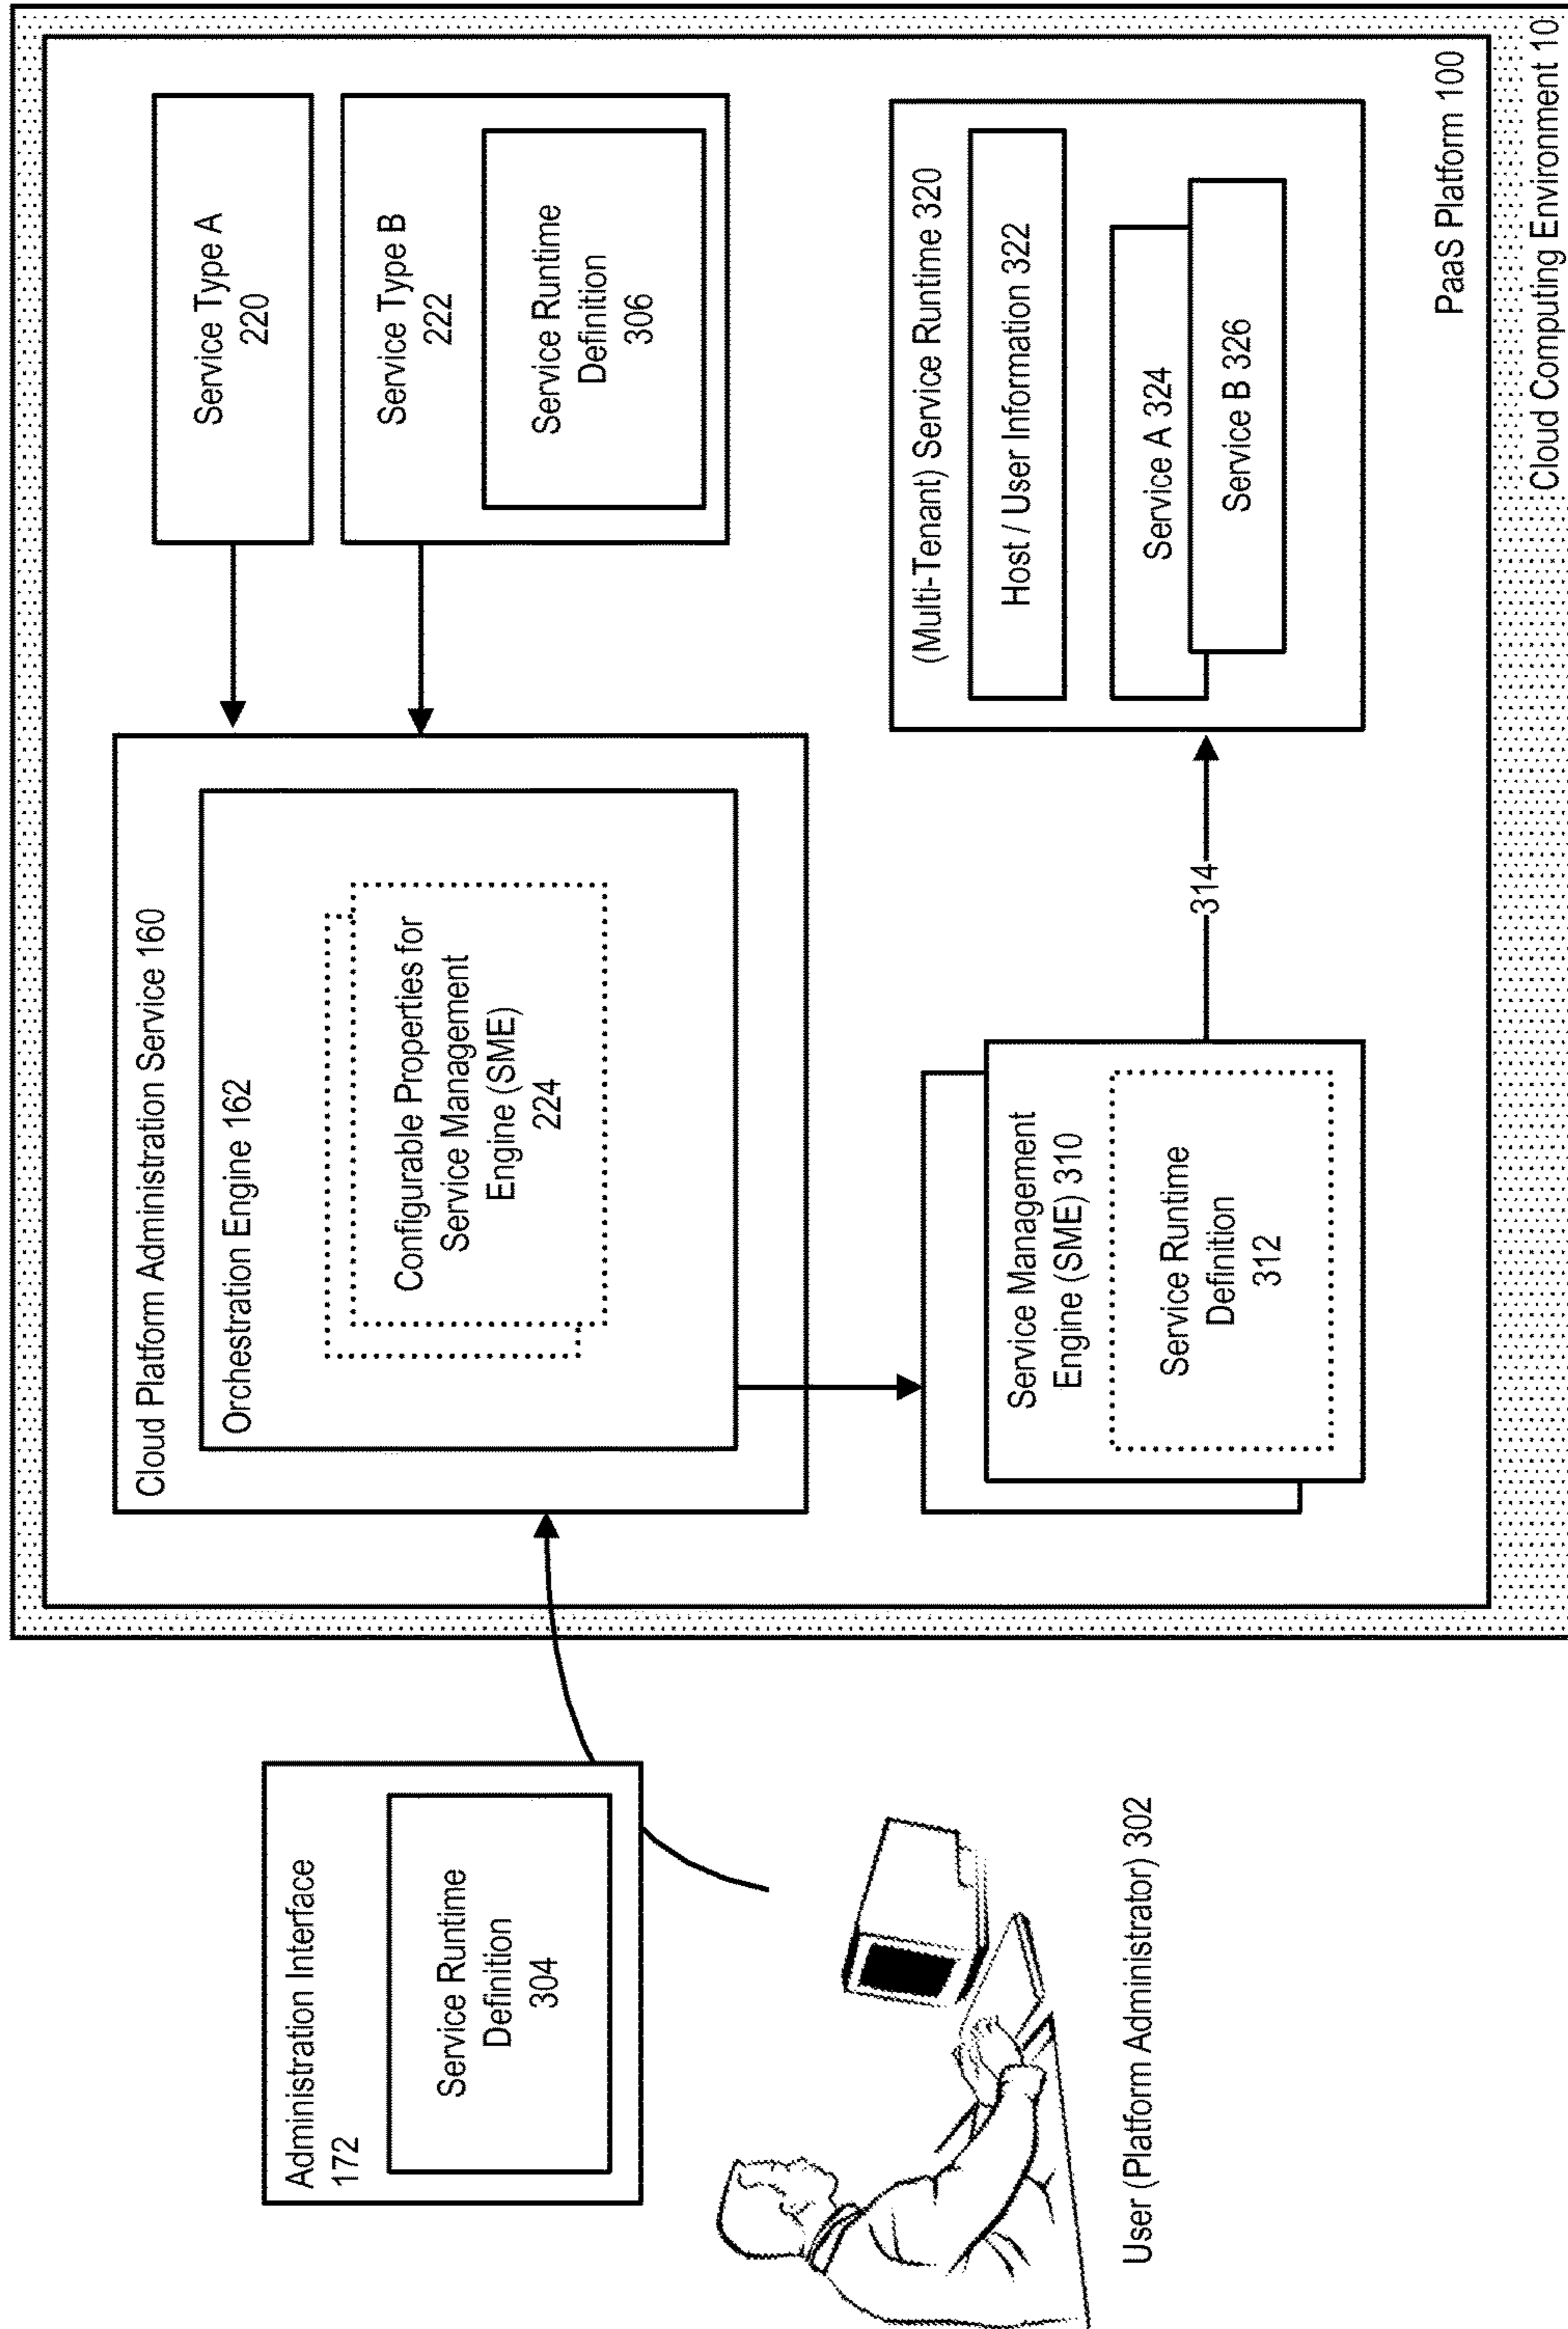 Administration Interface
172
Service Runtime
Definition
304
User (Platform Administrator) 302
Cloud Platform Administration Service 160
Orchestration Engine 162
Configurable Properties for
Service Management
Engine (SME)
224
Service Type A
220
Service Type B
222
Service Runtime
Definition
306
Service Management
Engine (SME) 310
Service Runtime
Definition
312
314
(Multi-Tenant) Service Runtime 320
Host / User Information 322
Service A 324
Service B 326
PaaS Platform 100
Cloud Computing Environment 10